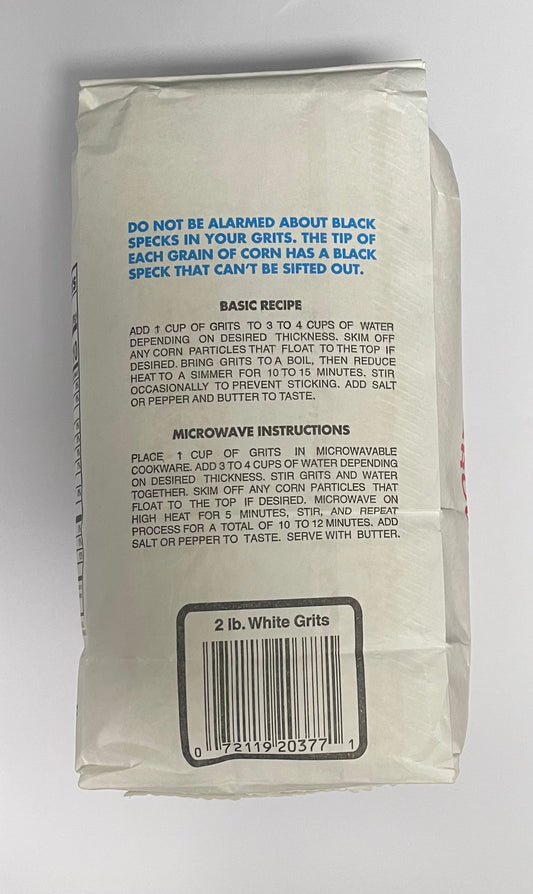 DO NOT BE ALARMED ABOUT BLACK
SPECKS IN YOUR GRITS. THE TIP OF
EACH GRAIN OF CORN HAS A BLACK
SPECK THAT CAN'T BE SIFTED OUT.
BASIC RECIPE
ADD 1 CUP OF GRITS TO 3 TO 4 CUPS OF WATER
DEPENDING ON DESIRED THICKNESS. SKIM OFF
ANY CORN PARTICLES THAT FLOAT TO THE TOP IF
DESIRED. BRING GRITS TO A BOIL, THEN REDUCE
HEAT TO A SIMMER FOR 10 TO 15 MINUTES. STIR
OCCASIONALLY TO PREVENT STICKING. ADD SALT
OR PEPPER AND BUTTER TO TASTE.
MICROWAVE INSTRUCTIONS
PLACE 1 CUP OF GRITS IN MICROWAVABLE
COOKWARE. ADD 3 TO 4 CUPS OF WATER DEPENDING
ON DESIRED THICKNESS. STIR GRITS AND WATER
TOGETHER. SKIM OFF ANY CORN PARTICLES THAT
FLOAT TO THE TOP IF DESIRED. MICROWAVE ON
HIGH HEAT FOR 5 MINUTES, STIR, AND REPEAT
PROCESS FOR A TOTAL OF 10 TO 12 MINUTES. ADD
SALT OR PEPPER TO TASTE. SERVE WITH BUTTER.
2 lb. White Grits
0 72119 20377 1